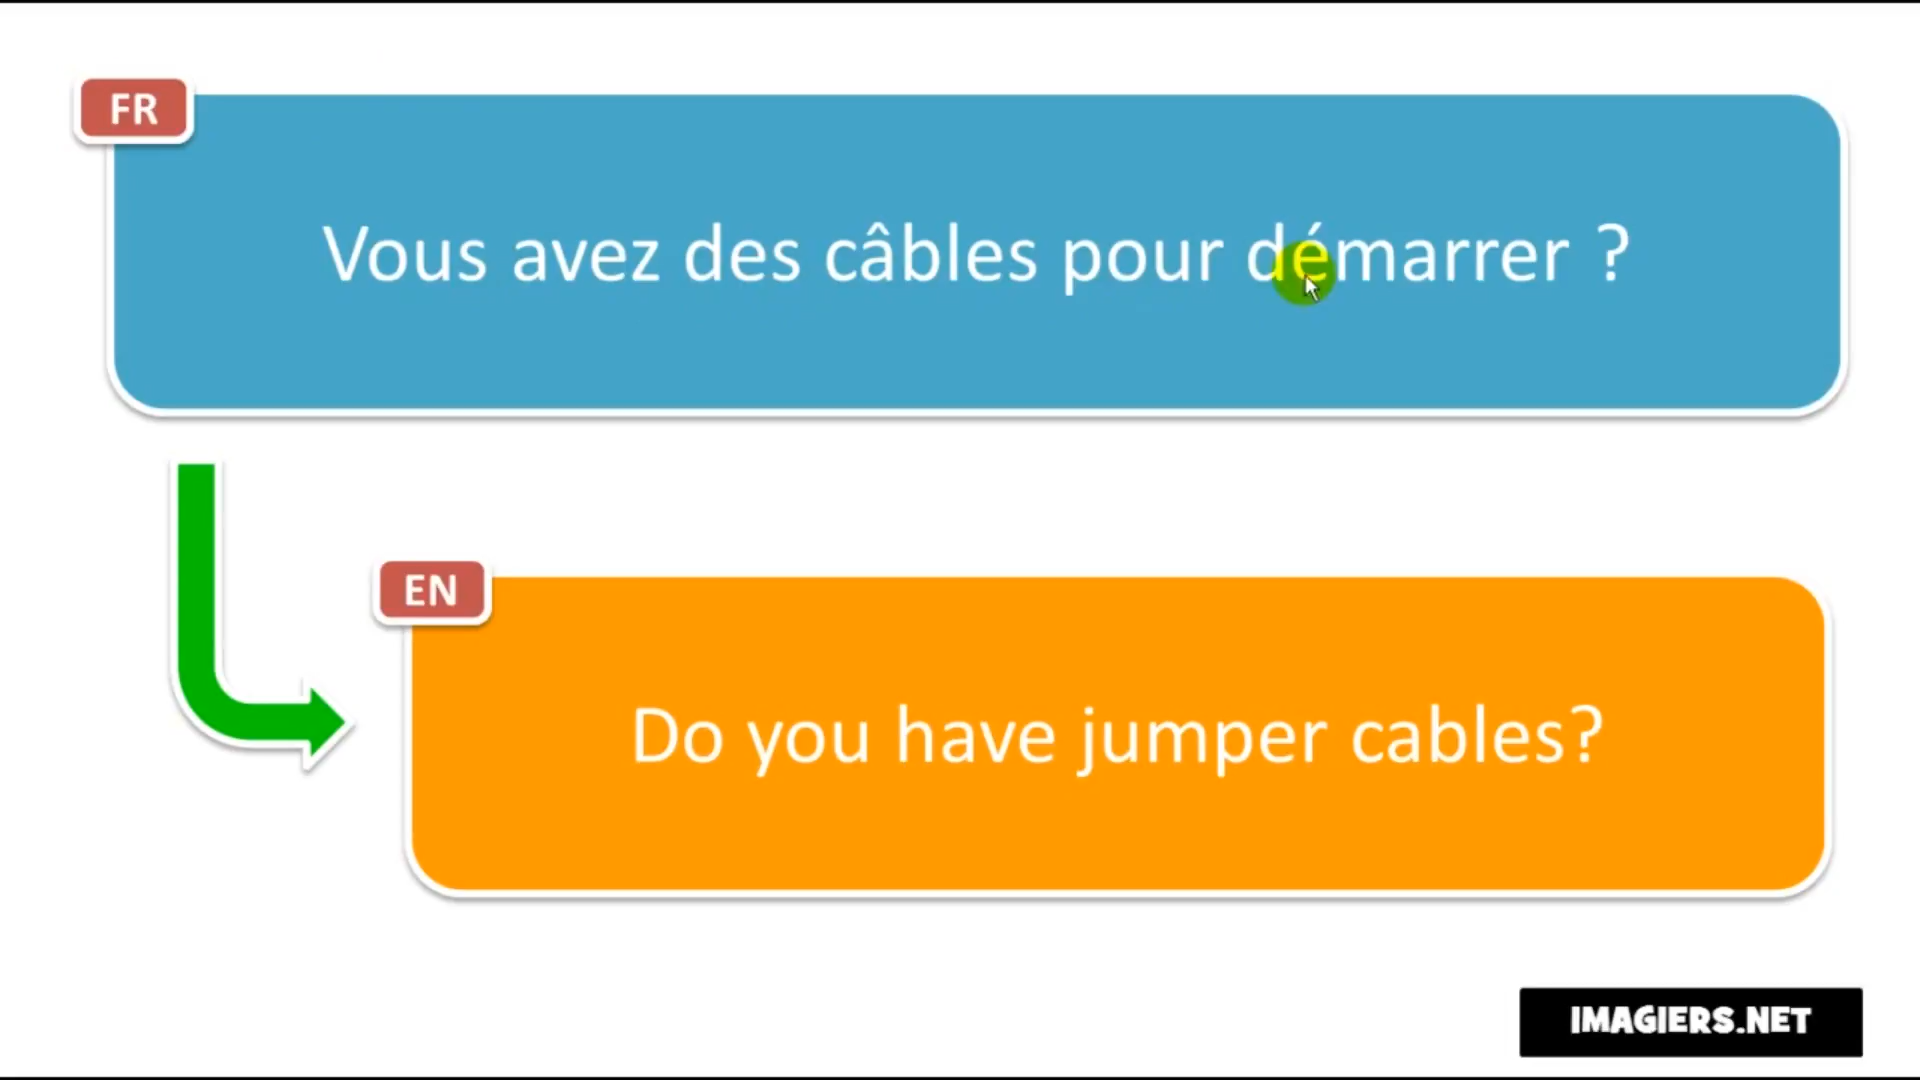 FR
Vous avez des câbles pour démarrer ?
EN
Do you have jumper cables?
IMAGIERS.NET